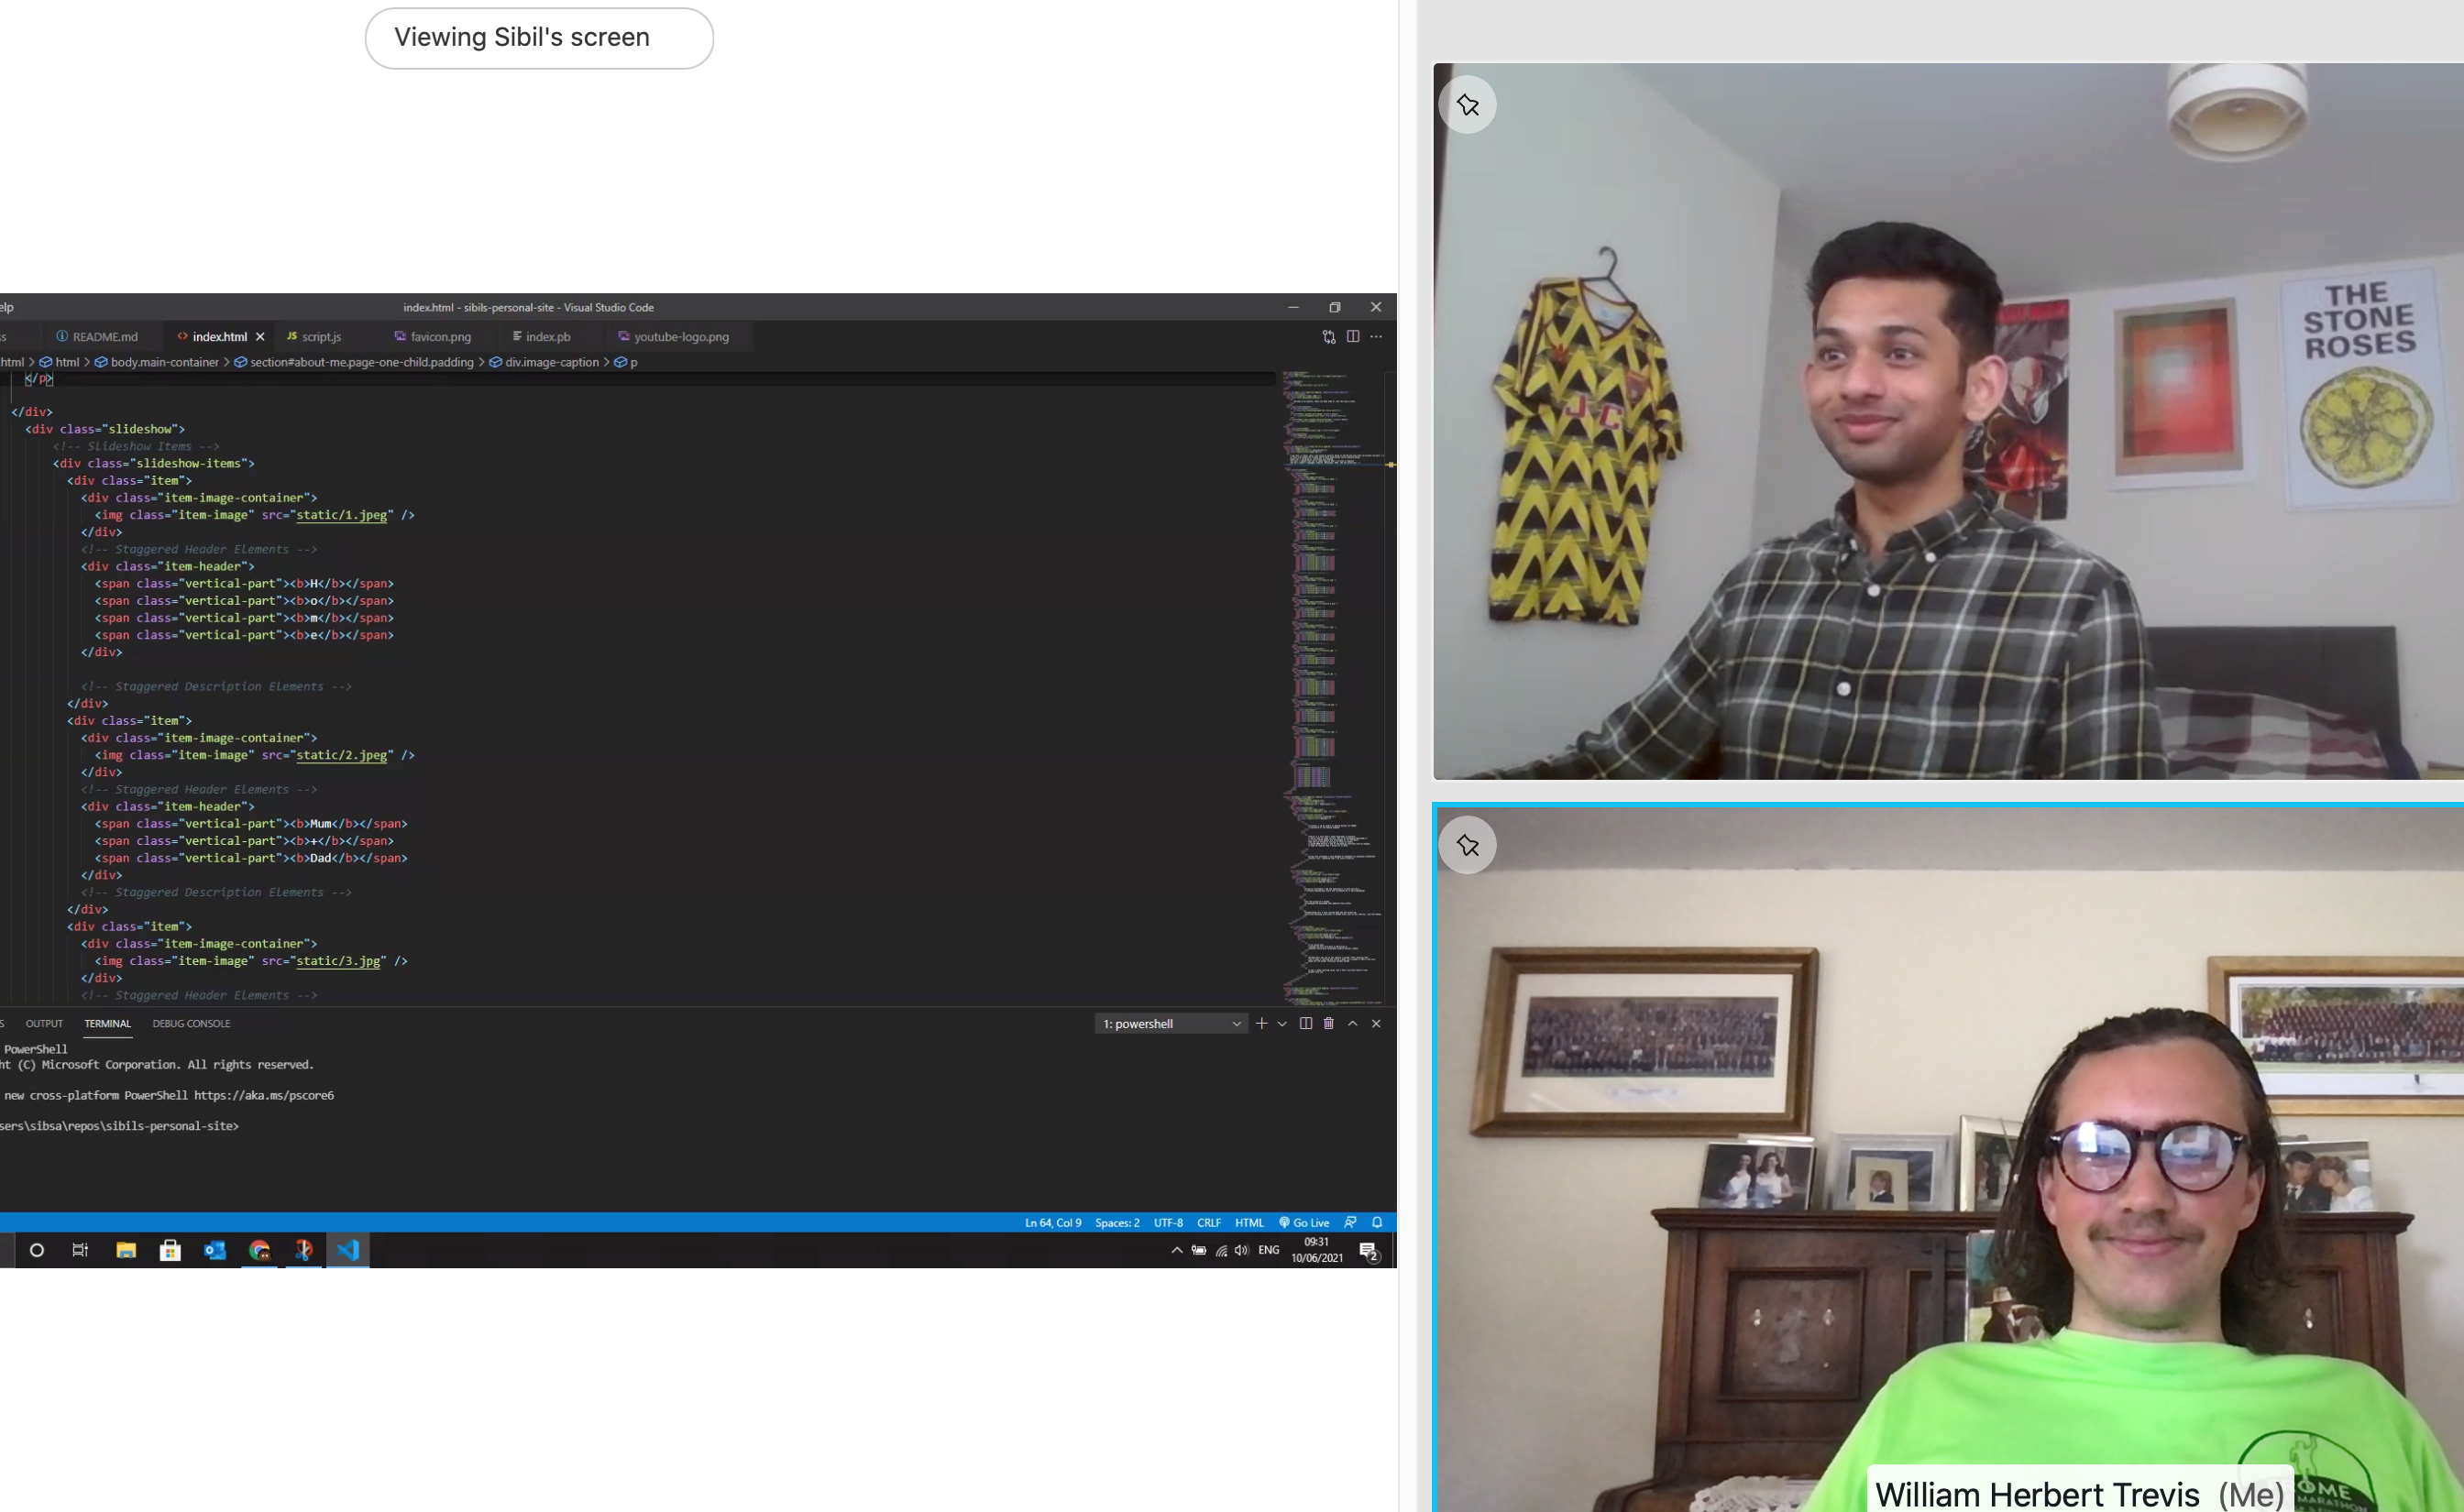 Viewing Sibil's screen
elp
index.html - sibils-personal-site - Visual Studio Code
ss
README.md
index.html
JS script.js
favicon.png
index.pb
youtube-logo.png
html > html > body.main-container > section#about-me.page-one-child.padding > div.image-caption > p
</p>
</div>
<div class="slideshow">
<!-- Slideshow Items -->
<div class="slideshow-items">
<div class="item">
<div class="item-image-container">
<img class="item-image" src="static/1.jpeg" />
</div>
<!-- Staggered Header Elements -->
<div class="item-header">
<span class="vertical-part"><b>H</b></span>
<span class="vertical-part"><b>o</b></span>
<span class="vertical-part"><b>m</b></span>
<span class="vertical-part"><b>e</b></span>
</div>
<!-- Staggered Description Elements -->
</div>
<div class="item">
<div class="item-image-container">
<img class="item-image" src="static/2.jpeg" />
</div>
<!-- Staggered Header Elements -->
<div class="item-header">
<span class="vertical-part"><b>Mum</b></span>
<span class="vertical-part"><b>+</b></span>
<span class="vertical-part"><b>Dad</b></span>
</div>
<!-- Staggered Description Elements -->
</div>
<div class="item">
<div class="item-image-container">
<img class="item-image" src="static/3.jpg" />
</div>
<!-- Staggered Header Elements -->
S OUTPUT TERMINAL DEBUG CONSOLE
1: powershell
PowerShell
ht (C) Microsoft Corporation. All rights reserved.
new cross-platform PowerShell https://aka.ms/pscore6
sers\sibsa\repos\sibils-personal-site>
Ln 64, Col 9 Spaces: 2 UTF-8 CRLF HTML Go Live
ENG
09:31
10/06/2021
2
JC
THE
STONE
ROSES
OME
MARATHON
William Herbert Trevis (Me)